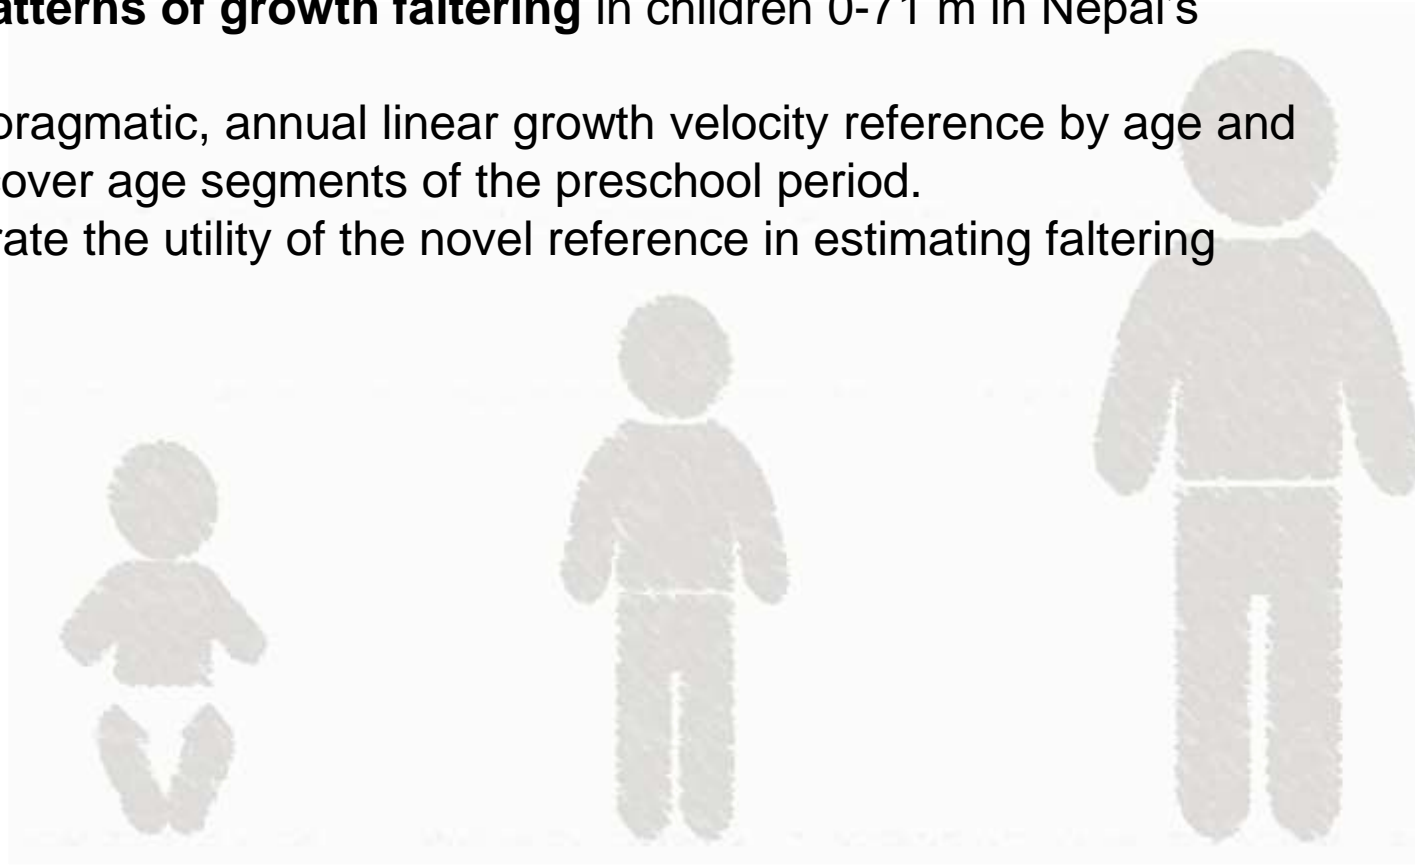 atterns of growth faltering in children 0-71 m in Nepal's
pragmatic, annual linear growth velocity reference by age and
over age segments of the preschool period.
rate the utility of the novel reference in estimating faltering